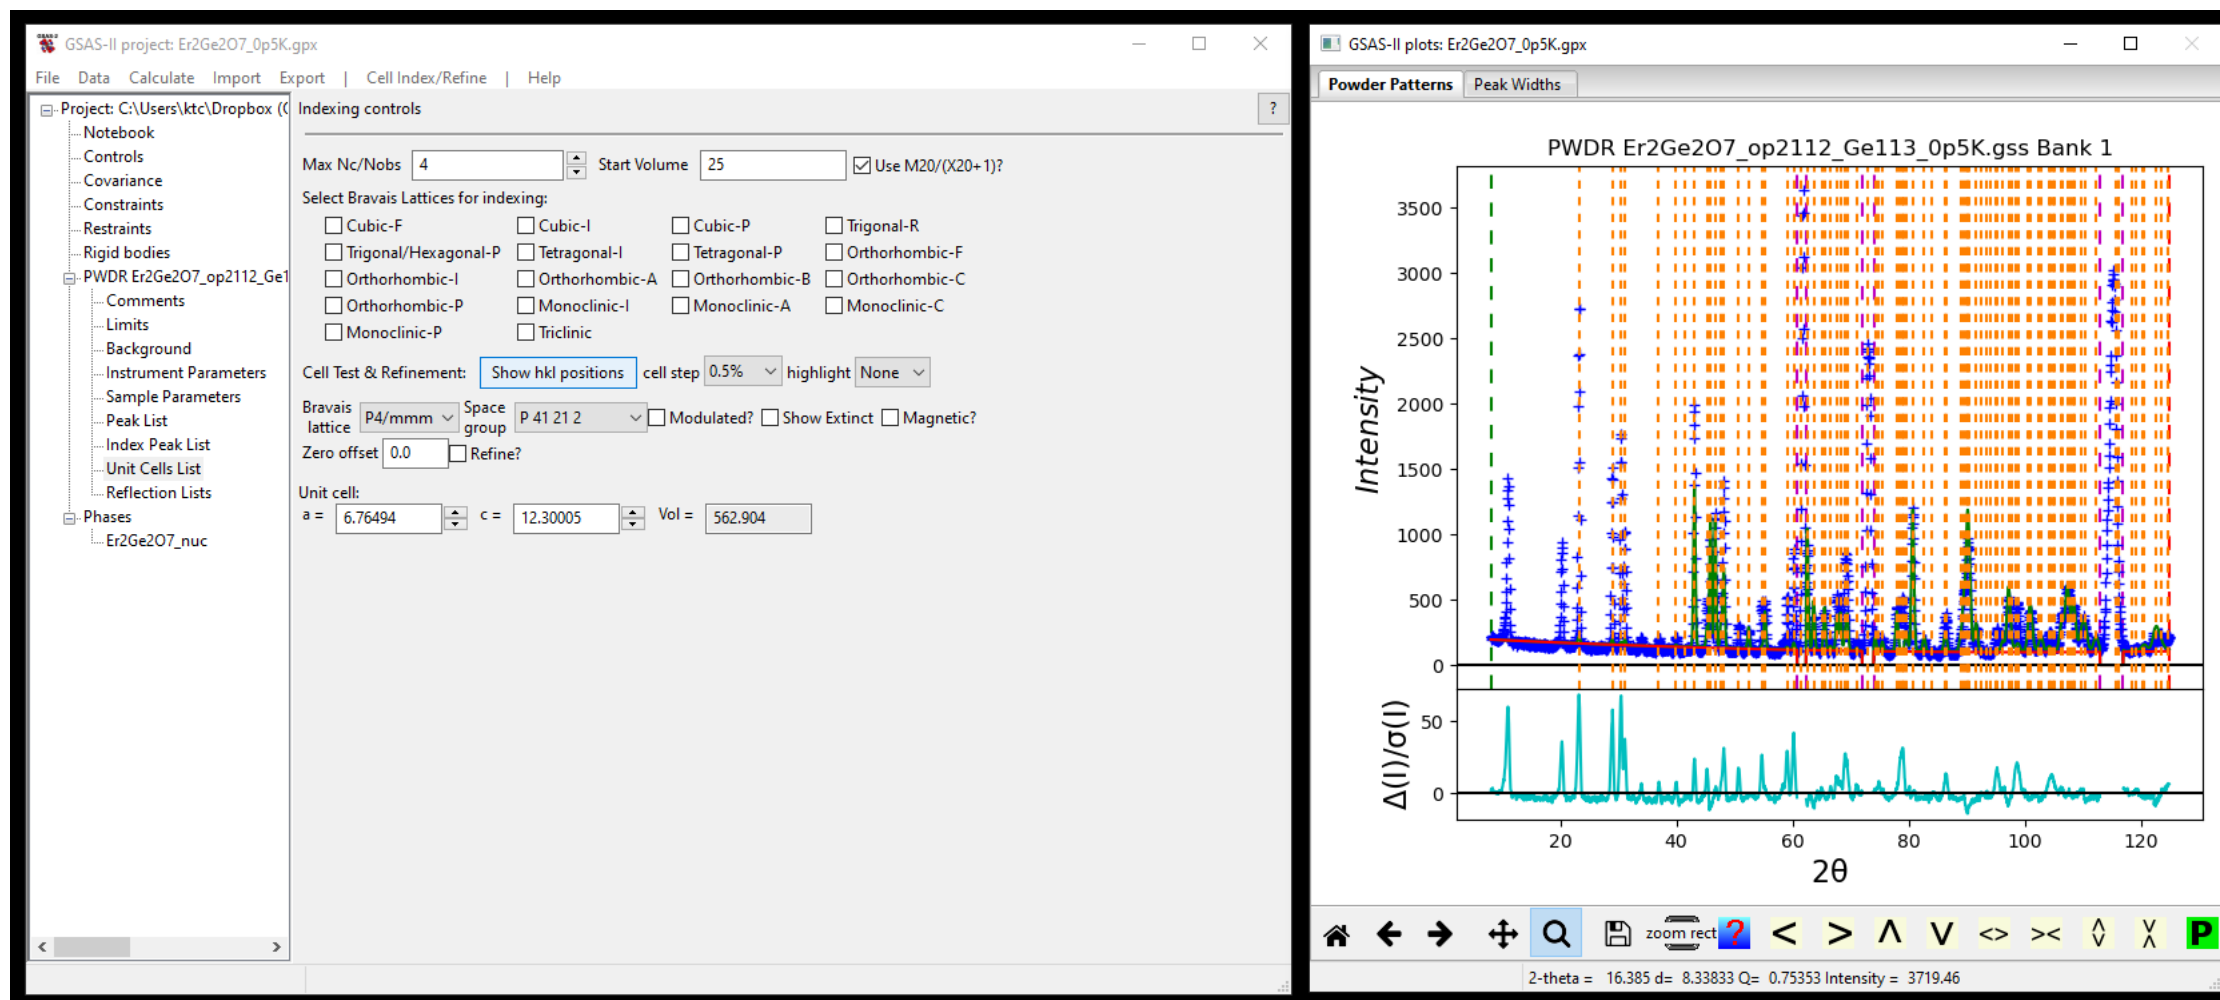 GSAS-II project: Er2Ge2O7_0p5K.gpx
File Data Calculate Import Export | Cell Index/Refine | Help
Project: C:\Users\ktc\Dropbox (C
Notebook
Controls
Covariance
Constraints
Restraints
Rigid bodies
PWDR Er2Ge2O7_op2112_Ge1
Comments
Limits
Background
Instrument Parameters
Sample Parameters
Peak List
Index Peak List
Unit Cells List
Reflection Lists
Phases
Er2Ge2O7_nuc
Indexing controls ?
Max Nc/Nobs 4 Start Volume 25 Use M20/(X20+1)?
Select Bravais Lattices for indexing:
Cubic-F Cubic-I Cubic-P Trigonal-R
Trigonal/Hexagonal-P Tetragonal-I Tetragonal-P Orthorhombic-F
Orthorhombic-I Orthorhombic-A Orthorhombic-B Orthorhombic-C
Orthorhombic-P Monoclinic-I Monoclinic-A Monoclinic-C
Monoclinic-P Triclinic
Cell Test & Refinement: Show hkl positions cell step 0.5% highlight None
Bravais lattice P4/mmm Space group P 41 21 2 Modulated? Show Extinct Magnetic?
Zero offset 0.0 Refine?
Unit cell:
a = 6.76494 c = 12.30005 Vol = 562.904
GSAS-II plots: Er2Ge2O7_0p5K.gpx
Powder Patterns Peak Widths
PWDR Er2Ge2O7_op2112_Ge113_0p5K.gss Bank 1
Intensity
3500
3000
2500
2000
1500
1000
500
0
Δ(I)/σ(I)
50
0
20 40 60 80 100 120
2θ
zoom rect ? < > Λ V <> >< P
2-theta = 16.385 d= 8.33833 Q= 0.75353 Intensity = 3719.46